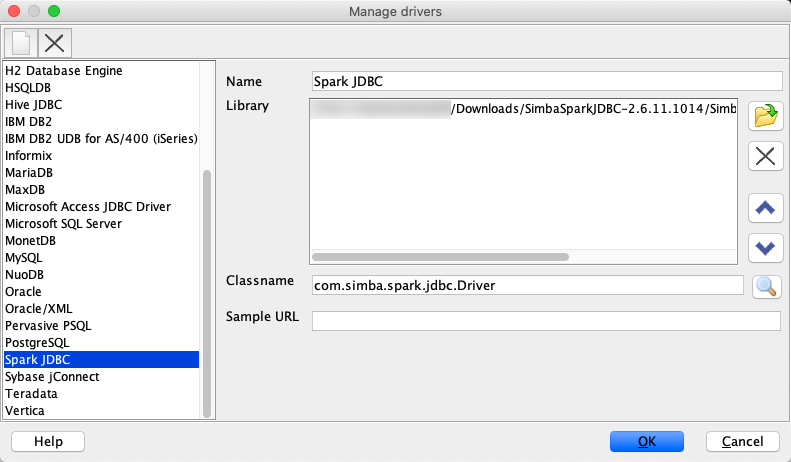 Manage drivers
H2 Database Engine
HSQLDB
Hive JDBC
IBM DB2
IBM DB2 UDB for AS/400 (iSeries)
Informix
MariaDB
MaxDB
Microsoft Access JDBC Driver
Microsoft SQL Server
MonetDB
MySQL
NuoDB
Oracle
Oracle/XML
Pervasive PSQL
PostgreSQL
Spark JDBC
Sybase jConnect
Teradata
Vertica
Name
Spark JDBC
Library
/Downloads/SimbaSparkJDBC-2.6.11.1014/Simb
Classname
com.simba.spark.jdbc.Driver
Sample URL
Help
OK
Cancel